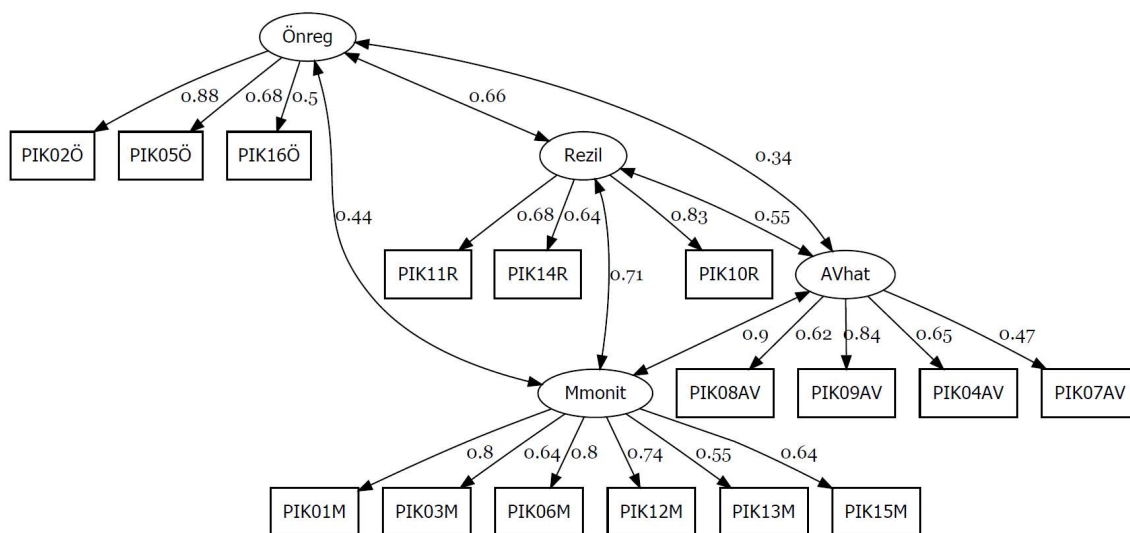 Önreg
0.88 0.68 0.5 0.66
PIK02Ö PIK05Ö PIK16Ö Rezil 0.34
0.44 0.68 0.64 0.83 0.55
PIK11R PIK14R PIK10R AVhat
0.71
0.9 0.62 0.84 0.65 0.47
Mmonit PIK08AV PIK09AV PIK04AV PIK07AV
0.8 0.64 0.8 0.74 0.55 0.64
PIK01M PIK03M PIK06M PIK12M PIK13M PIK15M